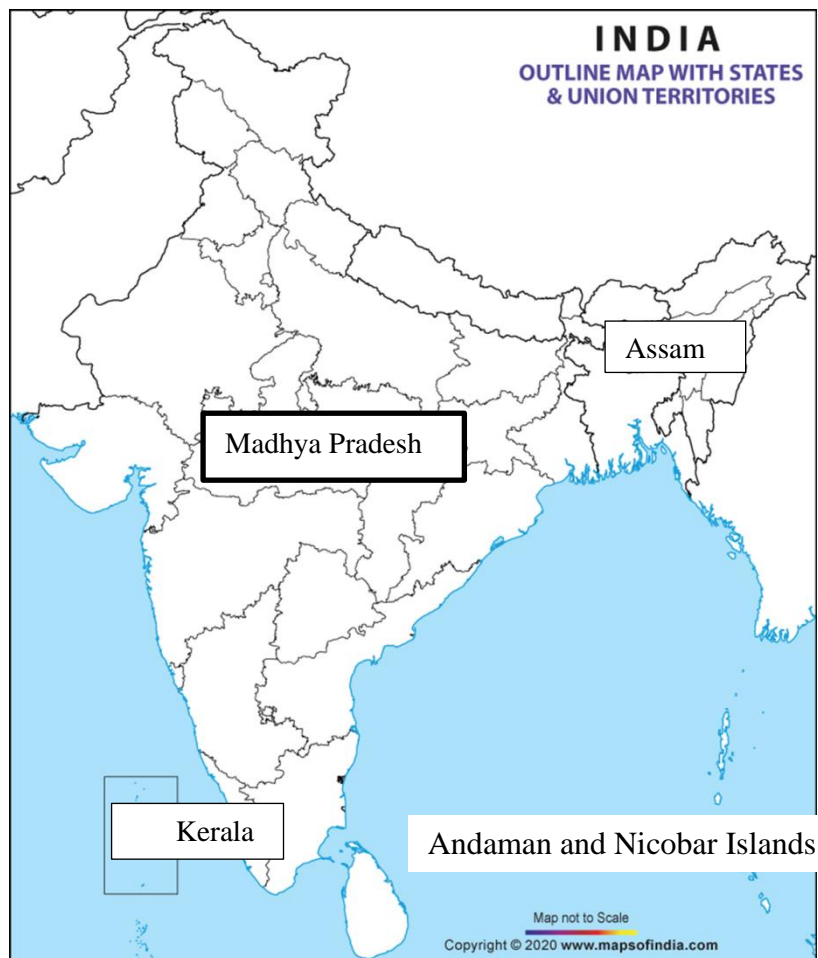 INDIA
OUTLINE MAP WITH STATES
& UNION TERRITORIES
Assam
Madhya Pradesh
Kerala
Andaman and Nicobar Islands
Map not to Scale
Copyright © 2020 www.mapsofindia.com